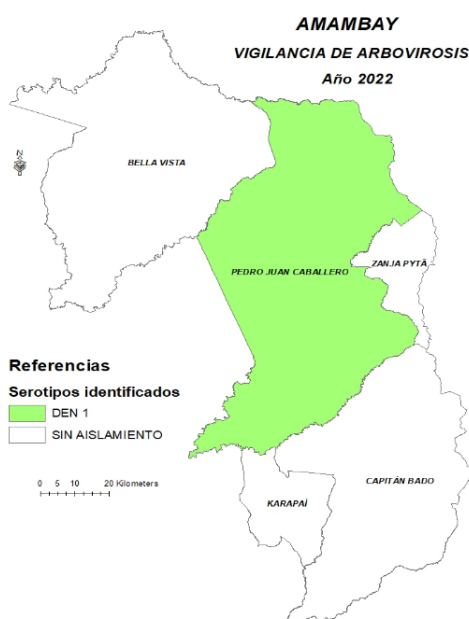 AMAMBAY
VIGILANCIA DE ARBOVIROSIS
Año 2022
N
BELLA VISTA
ZANJA PYTÃ
PEDRO JUAN CABALLERO
Referencias
Serotipos identificados
DEN 1
SIN AISLAMIENTO
0 5 10 20 Kilometers
CAPITÁN BADO
KARAPAÍ